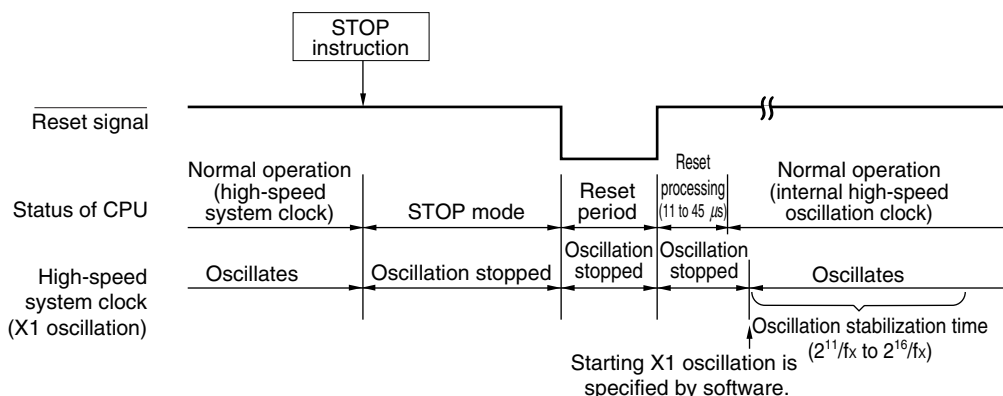 STOP
instruction
Reset signal
Normal operation
(high-speed
system clock)
Status of CPU
STOP mode
Reset
period
Reset
processing
(11 to 45 μs)
Normal operation
(internal high-speed
oscillation clock)
High-speed
system clock
(X1 oscillation)
Oscillates
Oscillation stopped
Oscillation
stopped
Oscillation
stopped
Oscillates
Oscillation stabilization time
(2¹¹/fx to 2¹⁶/fx)
Starting X1 oscillation is
specified by software.